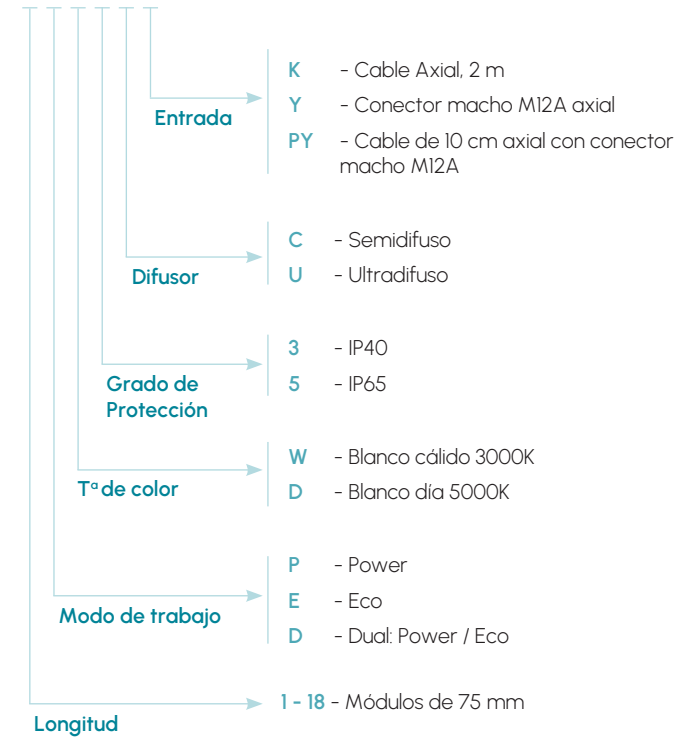 K - Cable Axial, 2 m
Y - Conector macho M12A axial
Entrada
PY - Cable de 10 cm axial con conector
macho M12A
C - Semidifuso
U - Ultradifuso
Difusor
3 - IP40
5 - IP65
Grado de
Protección
W - Blanco cálido 3000K
D - Blanco día 5000K
Tª de color
P - Power
E - Eco
D - Dual: Power / Eco
Modo de trabajo
1 - 18 - Módulos de 75 mm
Longitud